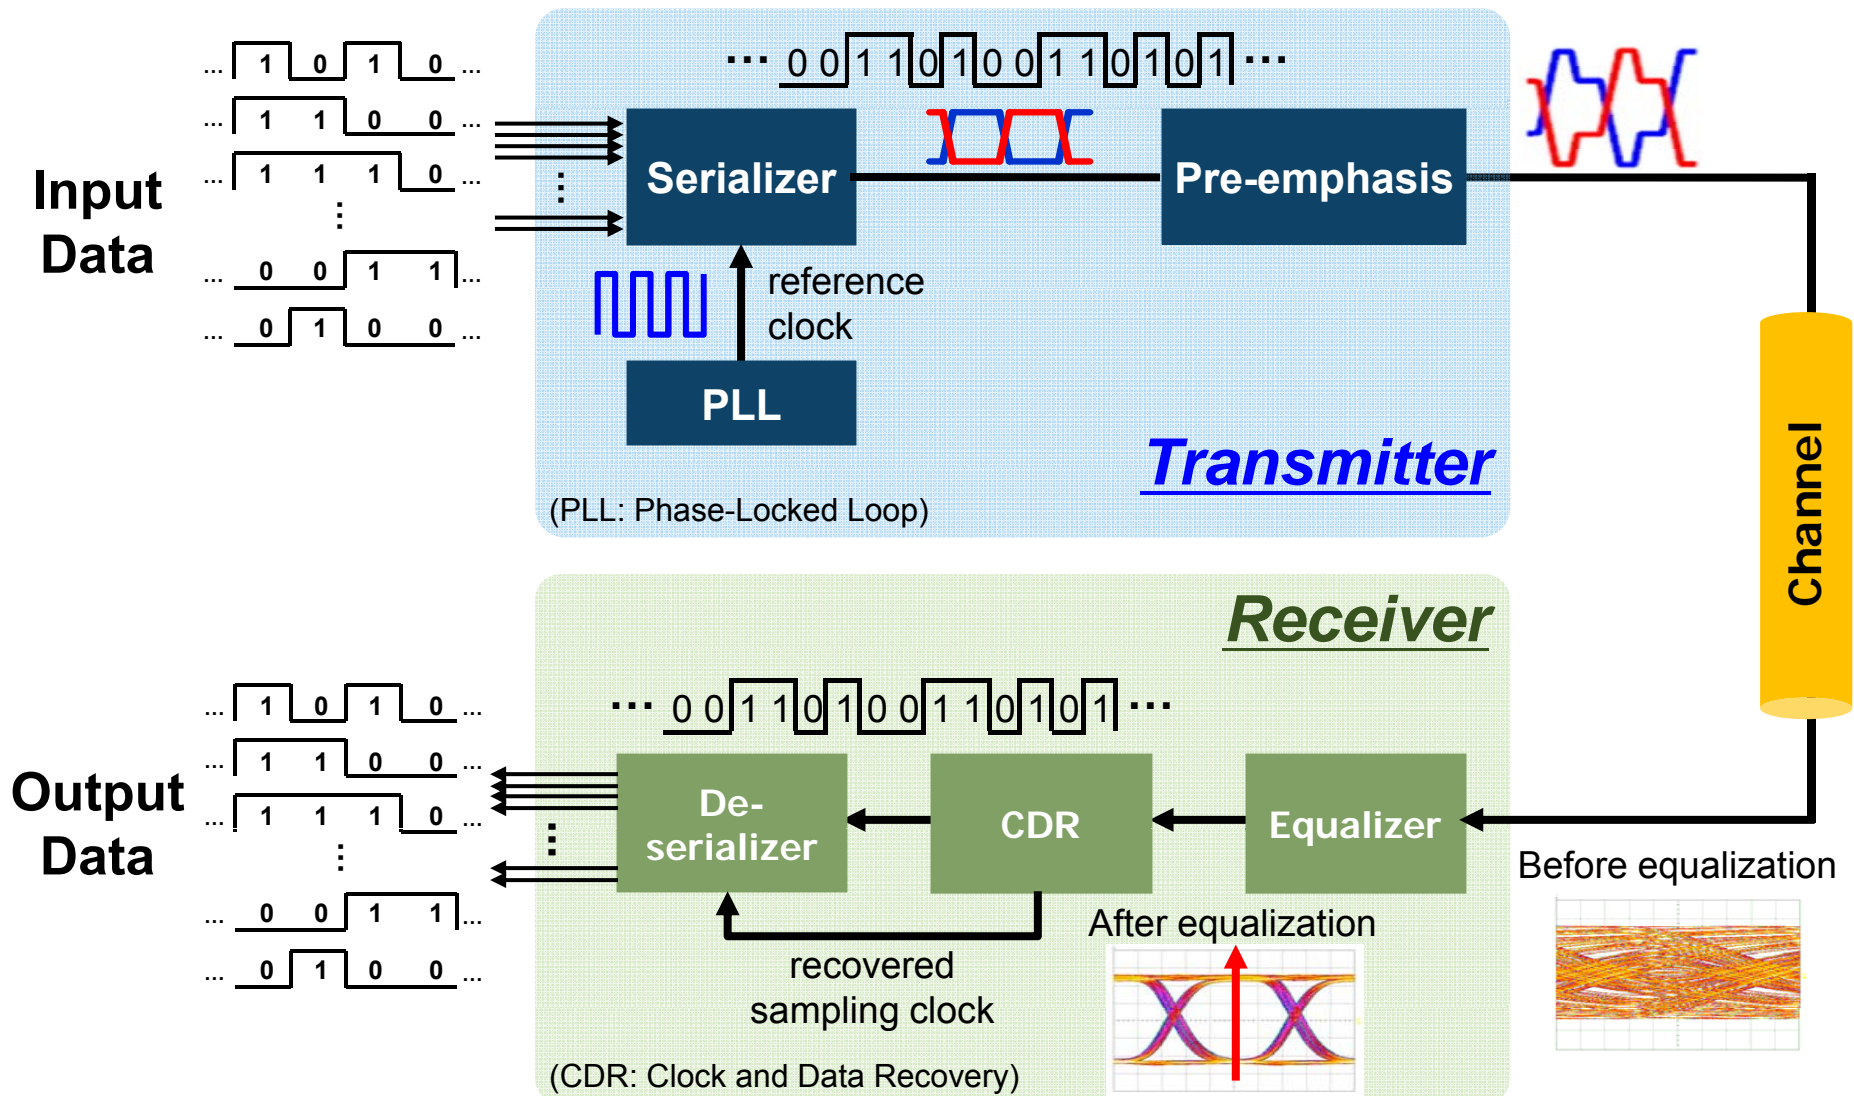 ... 1 0 1 0 ...
... 1 1 0 0 ...
... 1 1 1 0 ...
⋮
... 0 0 1 1 ...
... 0 1 0 0 ...
Input
Data
⋮
... 0 0 1 1 0 1 0 0 1 1 0 1 0 1 ...
Serializer
Pre-emphasis
reference
clock
PLL
Transmitter
(PLL: Phase-Locked Loop)
Channel
Receiver
... 0 0 1 1 0 1 0 0 1 1 0 1 0 1 ...
... 1 0 1 0 ...
... 1 1 0 0 ...
... 1 1 1 0 ...
⋮
... 0 0 1 1 ...
... 0 1 0 0 ...
Output
Data
⋮
De-
serializer
CDR
Equalizer
Before equalization
After equalization
recovered
sampling clock
(CDR: Clock and Data Recovery)